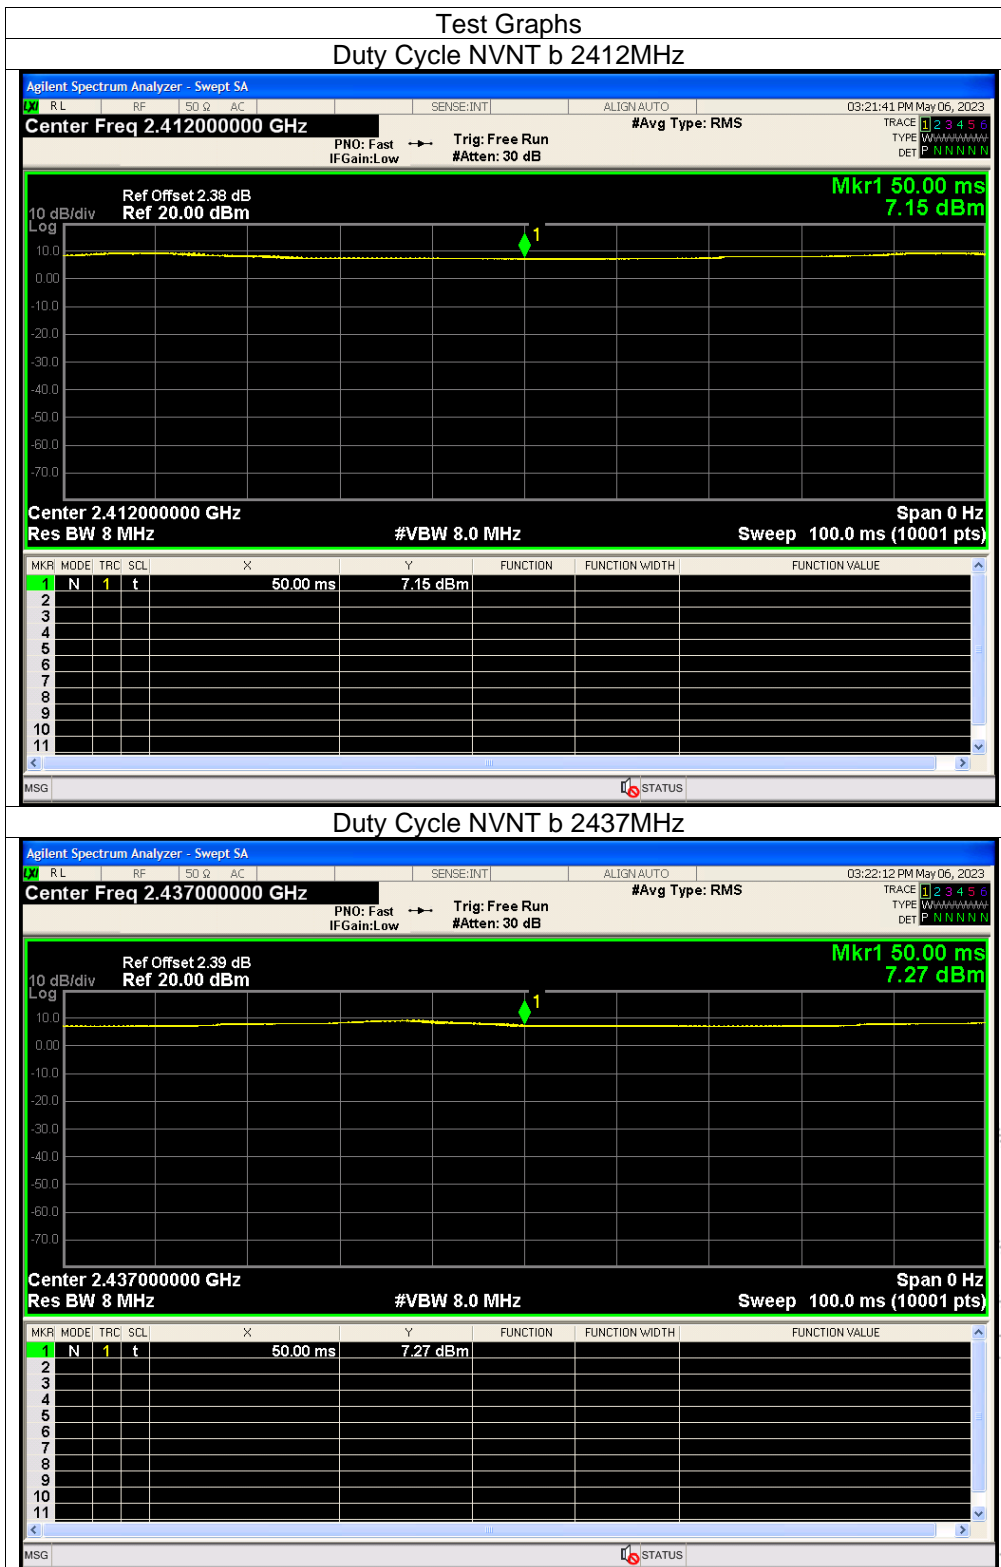 Test Graphs
Duty Cycle NVNT b 2412MHz
Agilent Spectrum Analyzer - Swept SA
LXI RL RF 50 Ω AC SENSE:INT ALIGN AUTO 03:21:41 PM May 06, 2023
Center Freq 2.412000000 GHz #Avg Type: RMS TRACE 1 2 3 4 5 6
PNO: Fast Trig: Free Run TYPE WWWWWW
IFGain:Low #Atten: 30 dB DET P N N N N N
Mkr1 50.00 ms
Ref Offset 2.38 dB
10 dB/div Ref 20.00 dBm 7.15 dBm
Log
1
10.0
0.00
-10.0
-20.0
-30.0
-40.0
-50.0
-60.0
-70.0
Center 2.412000000 GHz Span 0 Hz
Res BW 8 MHz #VBW 8.0 MHz Sweep 100.0 ms (10001 pts)
MKR MODE TRC SCL X Y FUNCTION FUNCTION WIDTH FUNCTION VALUE
1 N 1 t 50.00 ms 7.15 dBm
2
3
4
5
6
7
8
9
10
11
MSG STATUS
Duty Cycle NVNT b 2437MHz
Agilent Spectrum Analyzer - Swept SA
LXI RL RF 50 Ω AC SENSE:INT ALIGN AUTO 03:22:12 PM May 06, 2023
Center Freq 2.437000000 GHz #Avg Type: RMS TRACE 1 2 3 4 5 6
PNO: Fast Trig: Free Run TYPE WWWWWW
IFGain:Low #Atten: 30 dB DET P N N N N N
Mkr1 50.00 ms
Ref Offset 2.39 dB
10 dB/div Ref 20.00 dBm 7.27 dBm
Log
1
10.0
0.00
-10.0
-20.0
-30.0
-40.0
-50.0
-60.0
-70.0
Center 2.437000000 GHz Span 0 Hz
Res BW 8 MHz #VBW 8.0 MHz Sweep 100.0 ms (10001 pts)
MKR MODE TRC SCL X Y FUNCTION FUNCTION WIDTH FUNCTION VALUE
1 N 1 t 50.00 ms 7.27 dBm
2
3
4
5
6
7
8
9
10
11
MSG STATUS